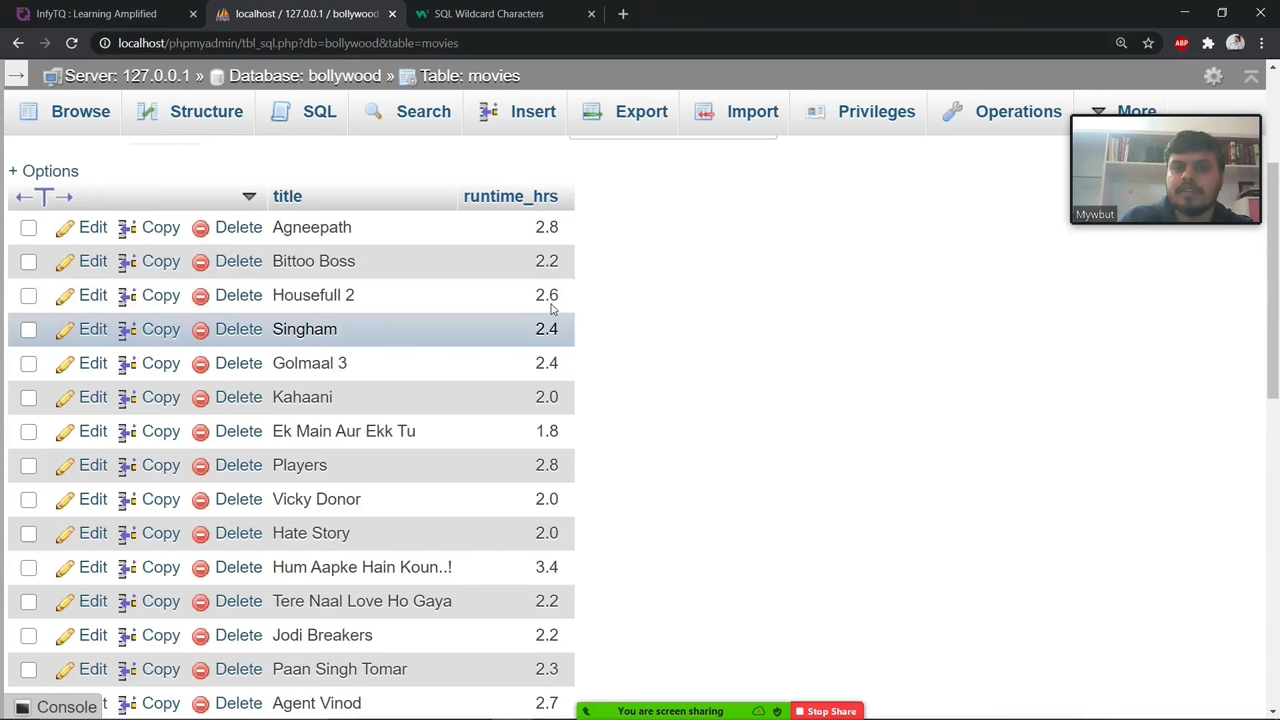 InfyTQ : Learning Amplified
localhost / 127.0.0.1 / bollywood
SQL Wildcard Characters
localhost/phpmyadmin/tbl_sql.php?db=bollywood&table=movies
ABP
Server: 127.0.0.1 » Database: bollywood » Table: movies
Browse Structure SQL Search Insert Export Import Privileges Operations More
Mywbut
+ Options
title runtime_hrs
Edit Copy Delete Agneepath 2.8
Edit Copy Delete Bittoo Boss 2.2
Edit Copy Delete Housefull 2 2.6
Edit Copy Delete Singham 2.4
Edit Copy Delete Golmaal 3 2.4
Edit Copy Delete Kahaani 2.0
Edit Copy Delete Ek Main Aur Ekk Tu 1.8
Edit Copy Delete Players 2.8
Edit Copy Delete Vicky Donor 2.0
Edit Copy Delete Hate Story 2.0
Edit Copy Delete Hum Aapke Hain Koun..! 3.4
Edit Copy Delete Tere Naal Love Ho Gaya 2.2
Edit Copy Delete Jodi Breakers 2.2
Edit Copy Delete Paan Singh Tomar 2.3
Console t Copy Delete Agent Vinod 2.7
You are screen sharing Stop Share